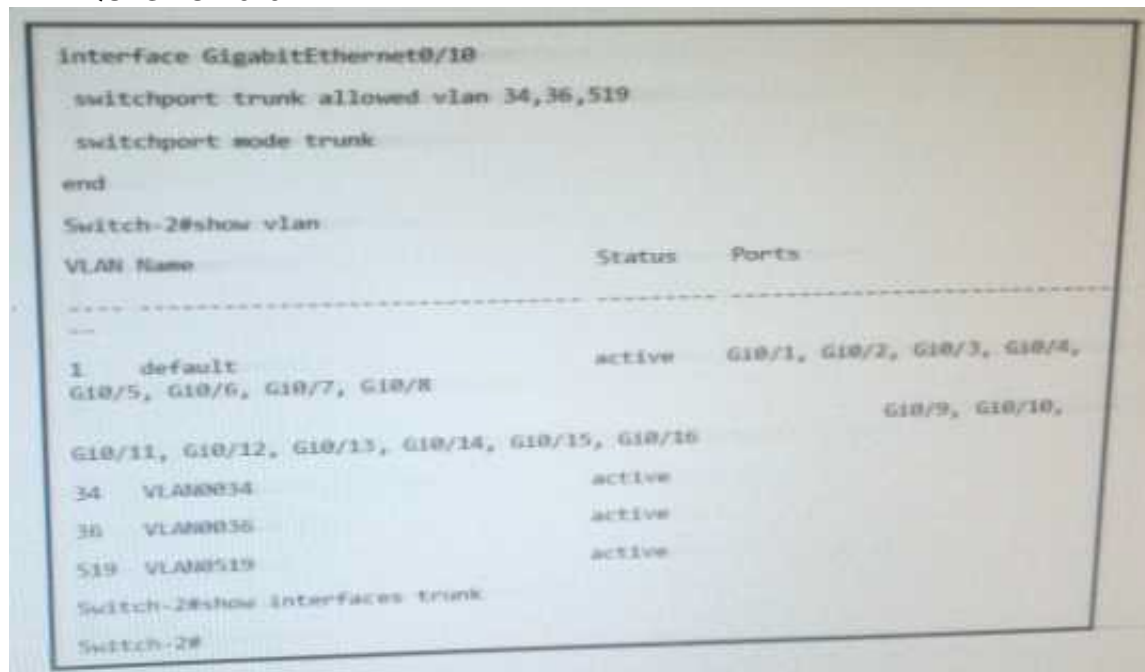 interface GigabitEthernet0/10
switchport trunk allowed vlan 34,36,519
switchport mode trunk
end
Switch-2#show vlan
VLAN Name Status Ports
---- -------------------------------- --------- -------------------------------
--
1 default active Gi0/1, Gi0/2, Gi0/3, Gi0/4,
Gi0/5, Gi0/6, Gi0/7, Gi0/8
Gi0/9, Gi0/10,
Gi0/11, Gi0/12, Gi0/13, Gi0/14, Gi0/15, Gi0/16
34 VLAN0034 active
36 VLAN0036 active
519 VLAN0519 active
Switch-2#show interfaces trunk
Switch-2#